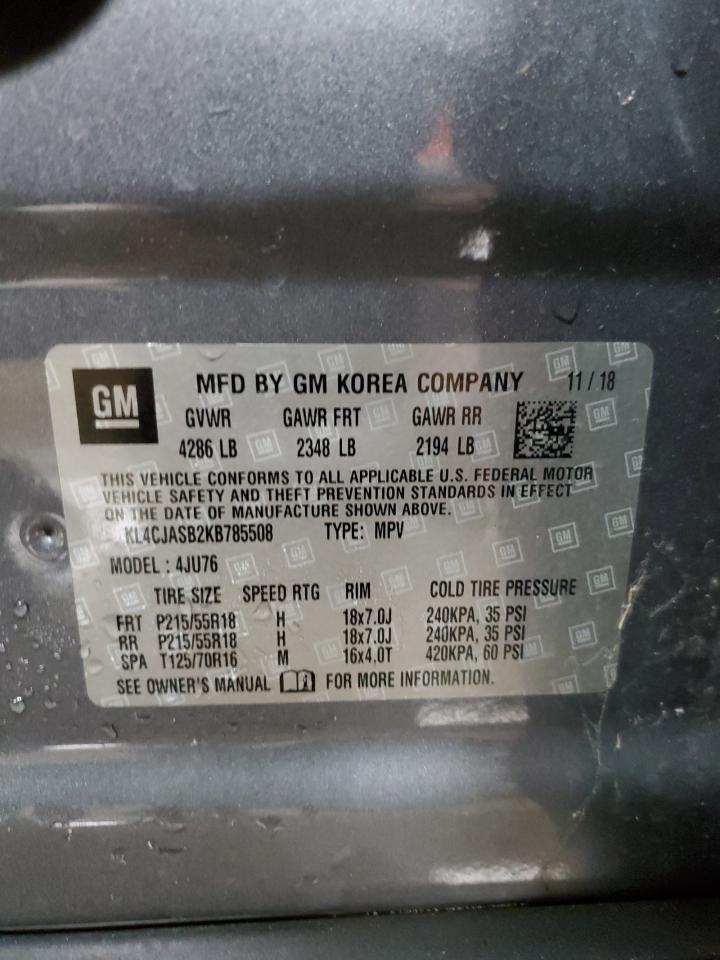 GM
MFD BY GM KOREA COMPANY 11/18
GVWR GAWR FRT GAWR RR
4286 LB 2348 LB 2194 LB
THIS VEHICLE CONFORMS TO ALL APPLICABLE U.S. FEDERAL MOTOR
VEHICLE SAFETY AND THEFT PREVENTION STANDARDS IN EFFECT
ON THE DATE OF MANUFACTURE SHOWN ABOVE.
KL4CJASB2KB785508 TYPE: MPV
MODEL : 4JU76
TIRE SIZE SPEED RTG RIM COLD TIRE PRESSURE
FRT P215/55R18 H 18x7.0J 240KPA, 35 PSI
RR P215/55R18 H 18x7.0J 240KPA, 35 PSI
SPA T125/70R16 M 16x4.0T 420KPA, 60 PSI
SEE OWNER'S MANUAL FOR MORE INFORMATION.